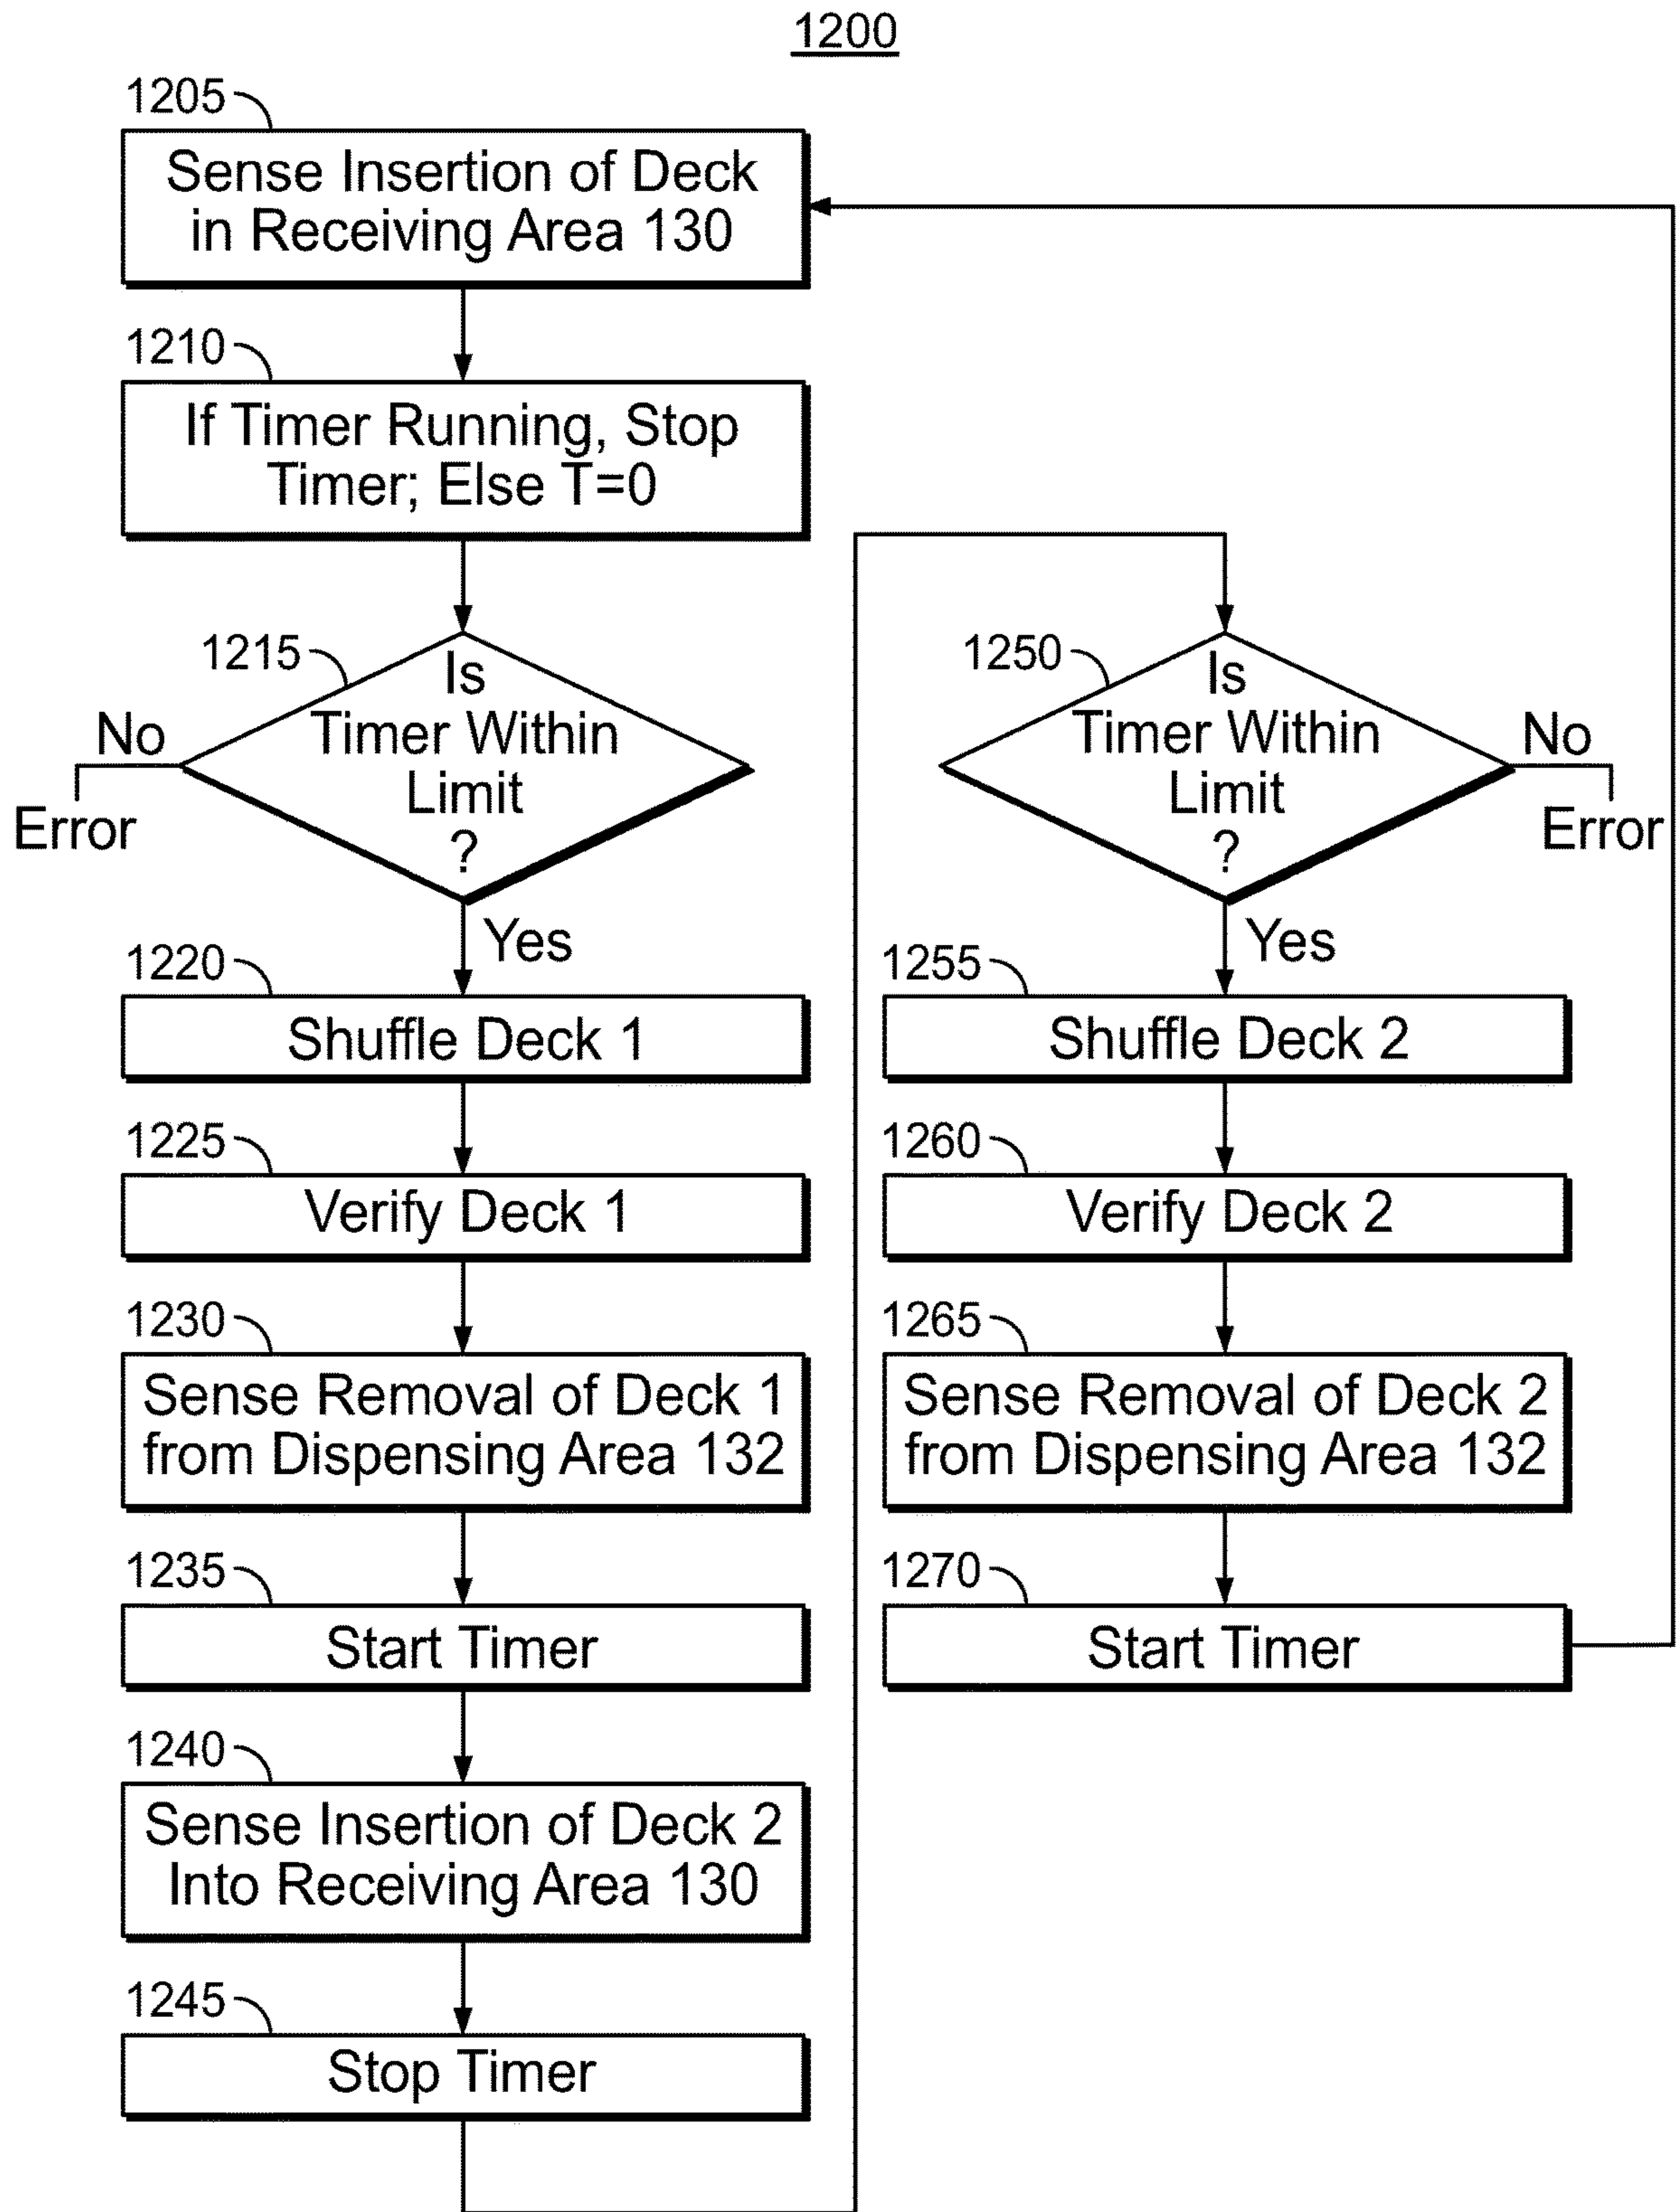 1200
1205
Sense Insertion of Deck
in Receiving Area 130
1210
If Timer Running, Stop
Timer; Else T=0
1215
Is
Timer Within
Limit
?
No
Error
Yes
1220
Shuffle Deck 1
1225
Verify Deck 1
1230
Sense Removal of Deck 1
from Dispensing Area 132
1235
Start Timer
1240
Sense Insertion of Deck 2
Into Receiving Area 130
1245
Stop Timer
1250
Is
Timer Within
Limit
?
No
Error
Yes
1255
Shuffle Deck 2
1260
Verify Deck 2
1265
Sense Removal of Deck 2
from Dispensing Area 132
1270
Start Timer